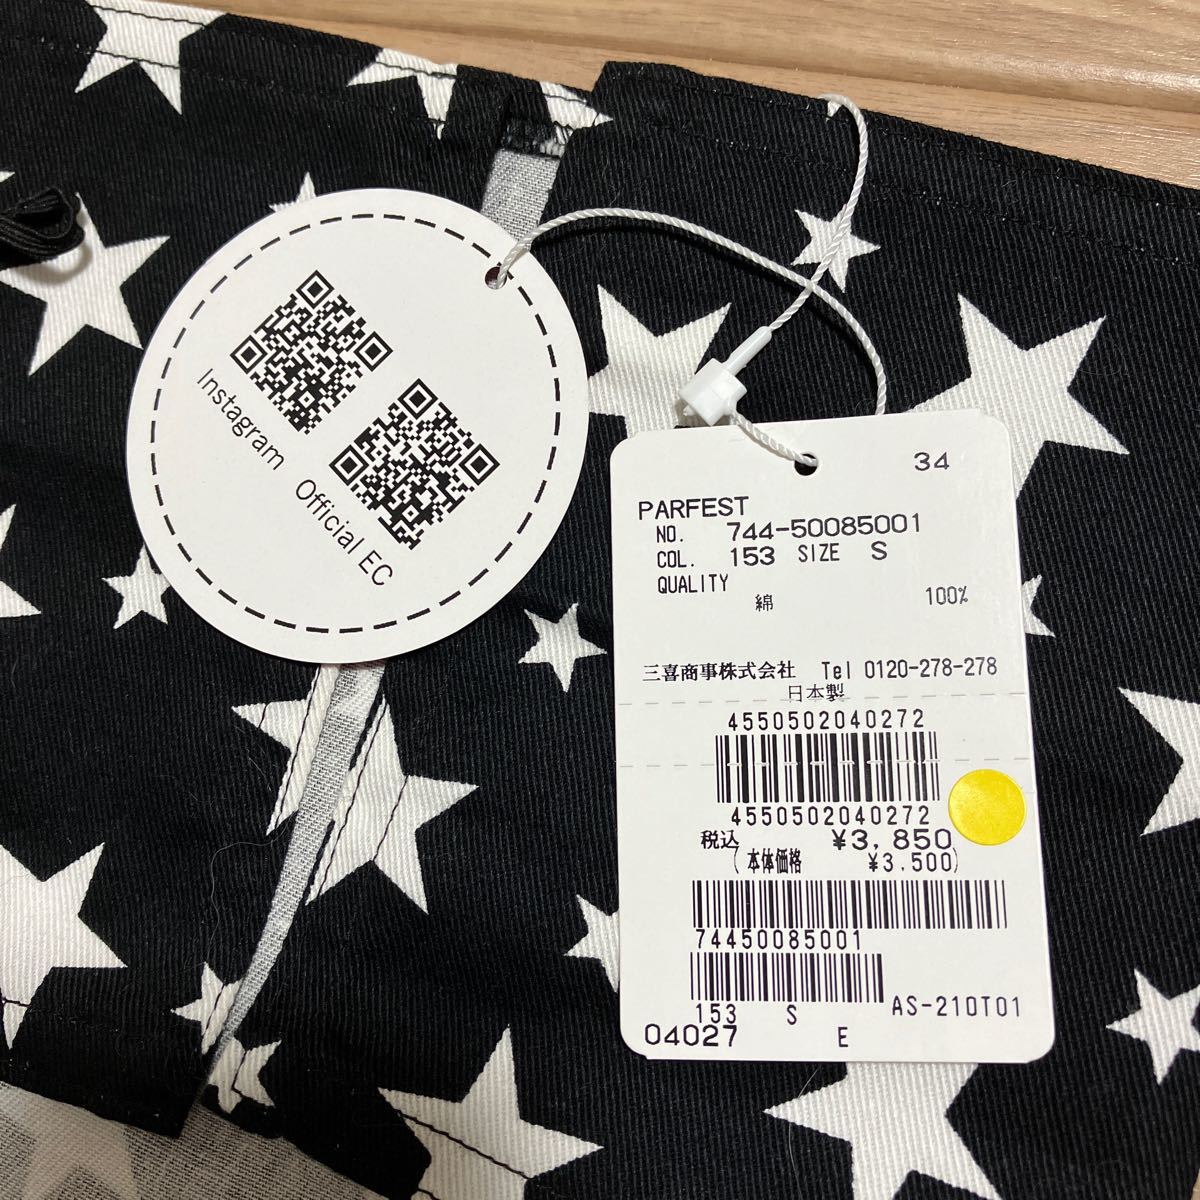 Instagram
Official EC
34
PARFEST
NO. 744-50085001
COL. 153 SIZE S
QUALITY
綿 100%
三喜商事株式会社 Tel 0120-278-278
日本製
4550502040272
4550502040272
税込 ¥3,850
(本体価格 ¥3,500)
74450085001
153 S AS-210T01
04027 E